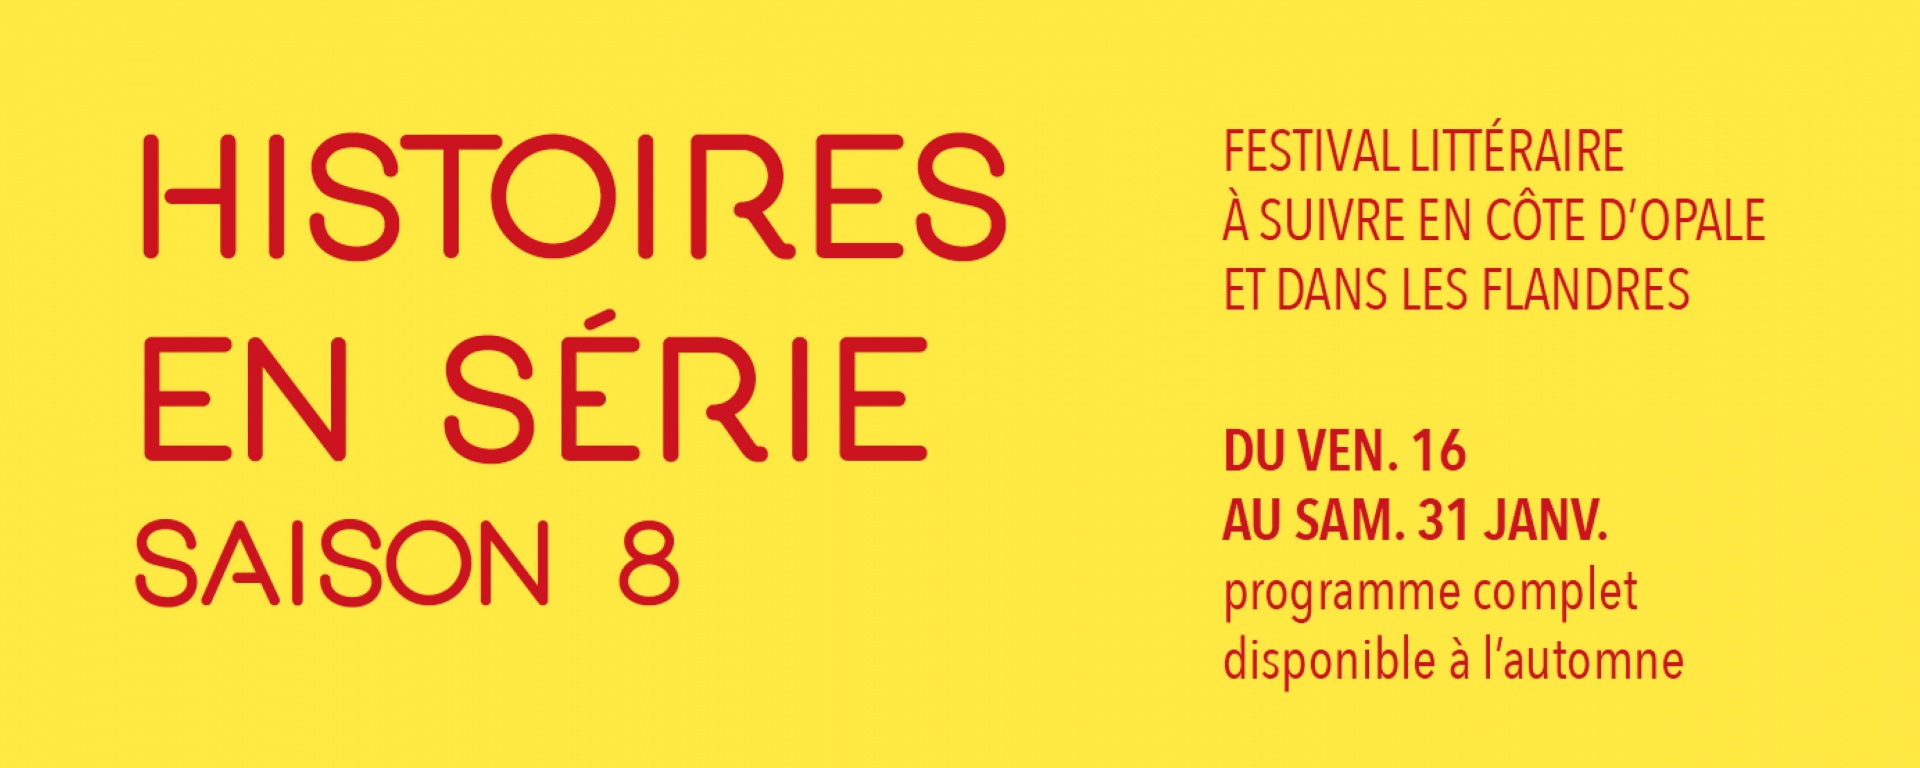 HISTOIRES
EN SÉRIE
SAISON 8
FESTIVAL LITTÉRAIRE
À SUIVRE EN CÔTE D'OPALE
ET DANS LES FLANDRES
DU VEN. 16
AU SAM. 31 JANV.
programme complet
disponible à l'automne